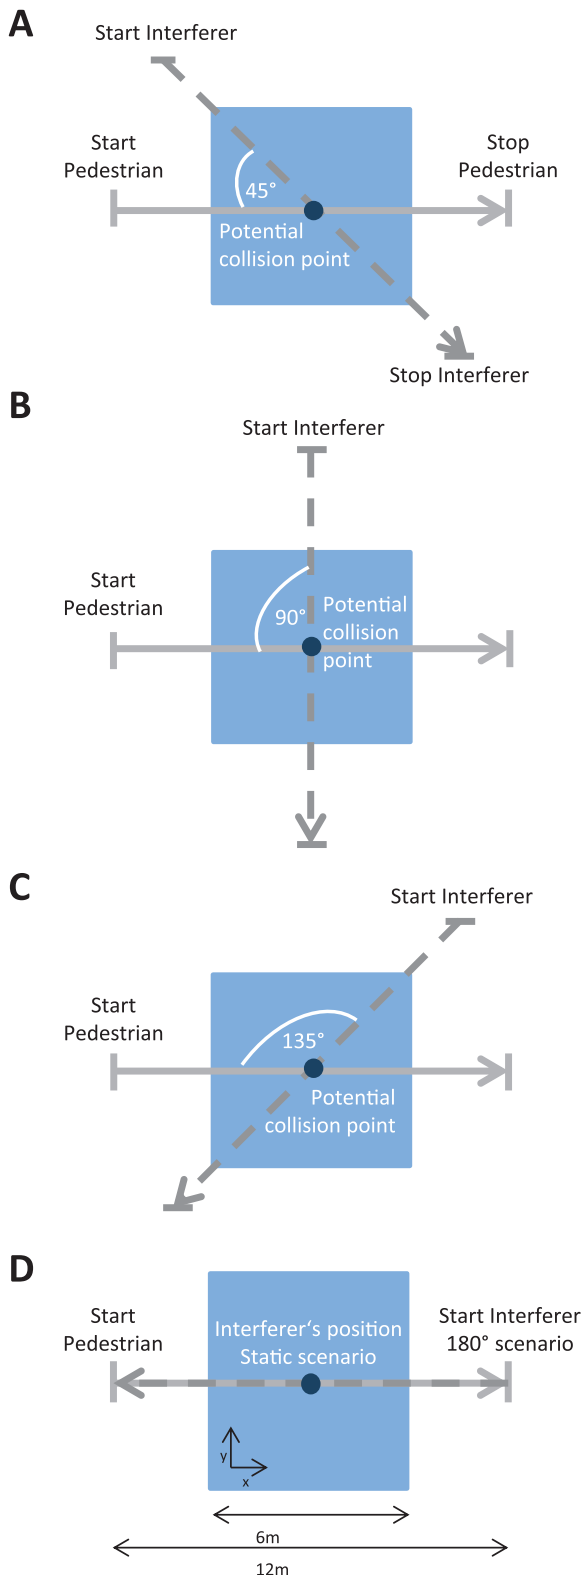 A
Start Interferer
Start
Pedestrian
Stop
Pedestrian
45°
Potential
collision point
Stop Interferer
B
Start Interferer
Start
Pedestrian
90°
Potential
collision
point
C
Start Interferer
Start
Pedestrian
135°
Potential
collision point
D
Start
Pedestrian
Interferer‘s position
Static scenario
Start Interferer
180° scenario
y
x
6m
12m